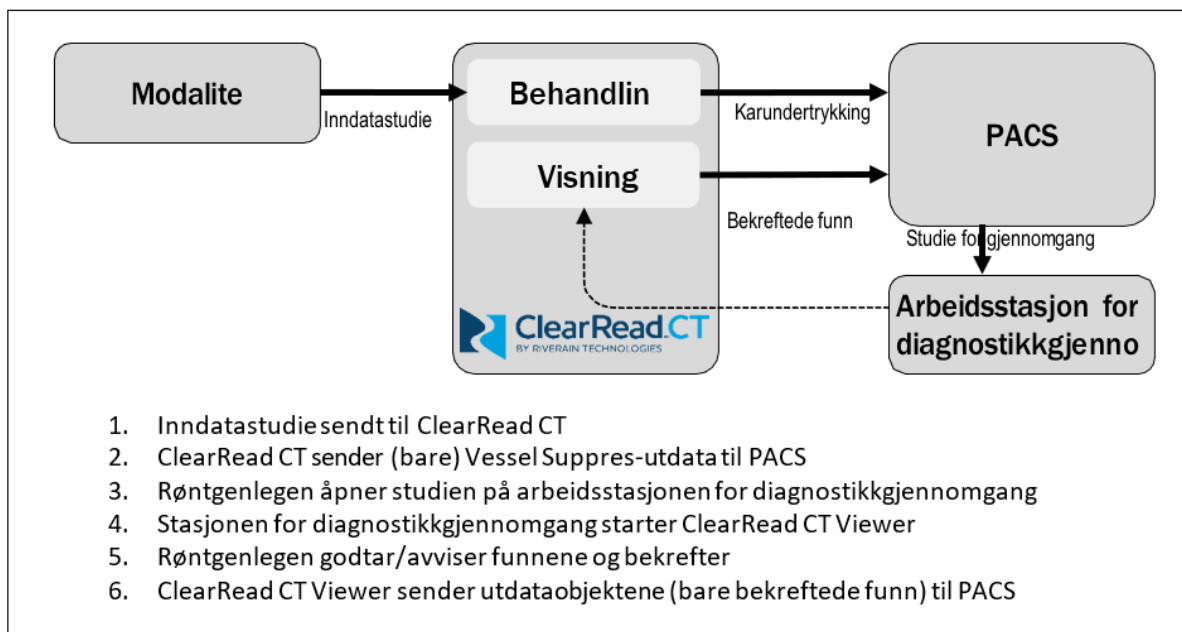 Modalite
Inndatastudie
Behandlin
Karundertrykking
PACS
Visning
Bekreftede funn
Studie for gjennomgang
ClearRead CT
BY RIVERAIN TECHNOLOGIES
Arbeidsstasjon for
diagnostikkgjenno
1. Inndatastudie sendt til ClearRead CT
2. ClearRead CT sender (bare) Vessel Suppres-utdata til PACS
3. Røntgenlegen åpner studien på arbeidsstasjonen for diagnostikkgjennomgang
4. Stasjonen for diagnostikkgjennomgang starter ClearRead CT Viewer
5. Røntgenlegen godtar/avviser funnene og bekrefter
6. ClearRead CT Viewer sender utdataobjektene (bare bekreftede funn) til PACS